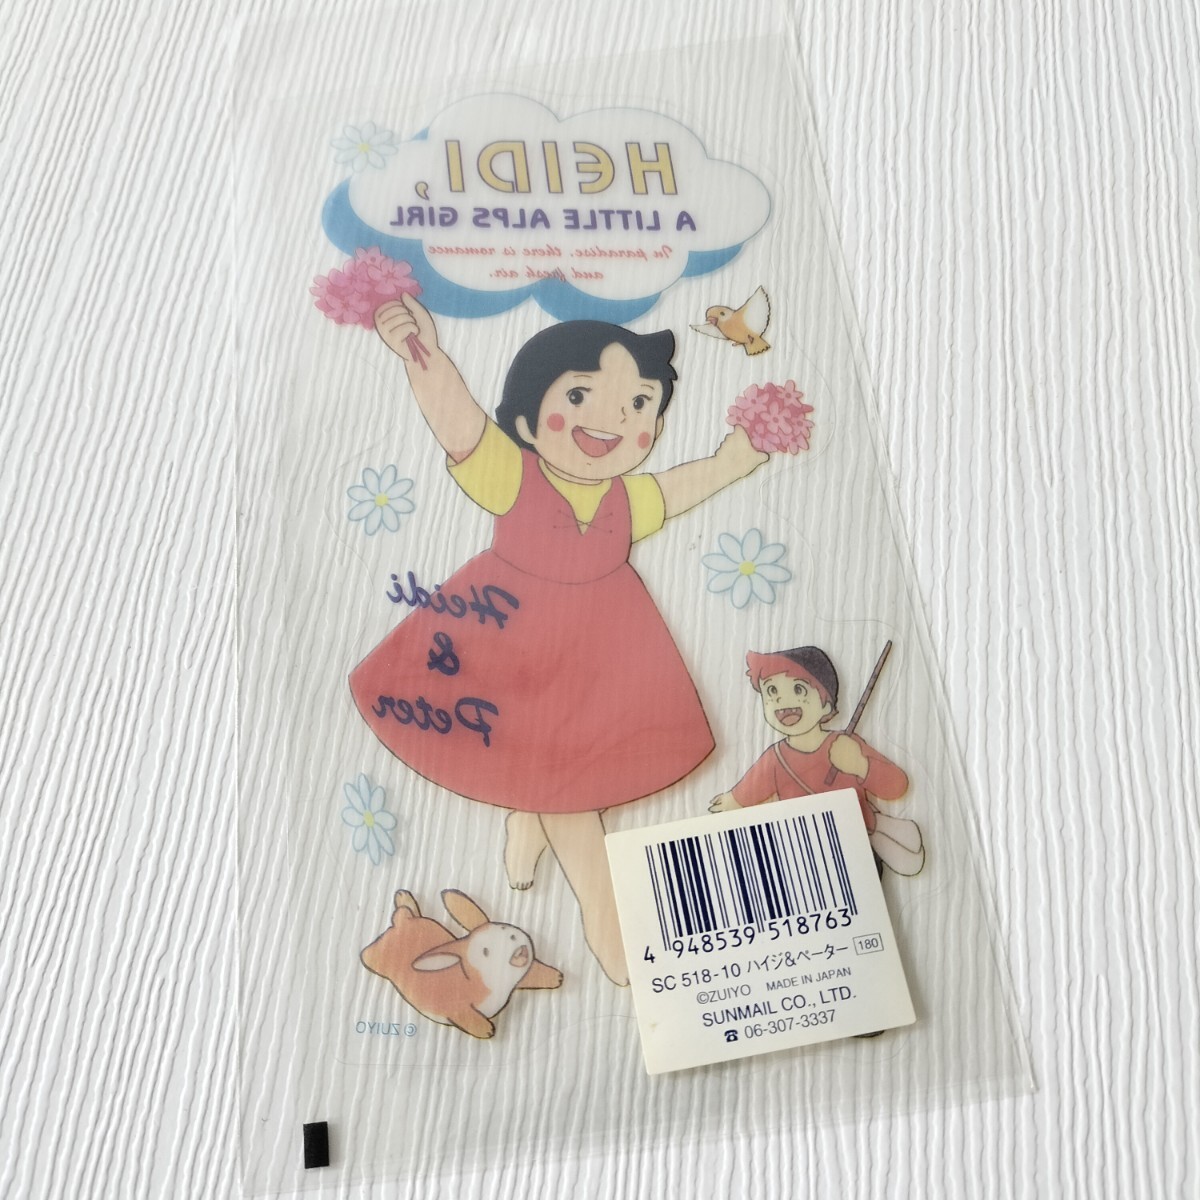 HEIDI,
A LITTLE ALPS GIRL
In paradise, there is romance
and fresh air.
Heidi
&
Peter
© ZUIYO
4 948539 518763
SC 518-10 ハイジ&ペーター 180
©ZUIYO MADE IN JAPAN
SUNMAIL CO., LTD.
☎ 06-307-3337